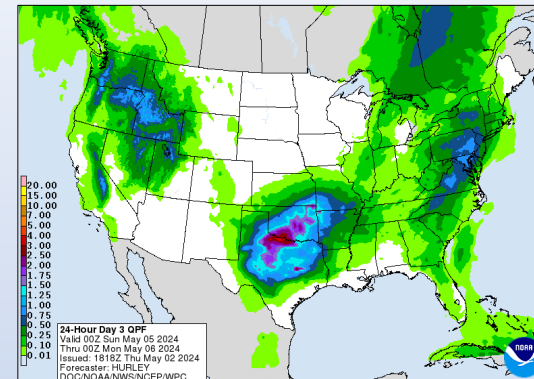 20.00
15.00
10.00
7.00
5.00
4.00
3.00
2.50
2.00
1.75
1.50
1.25
1.00
0.75
0.50
0.25
0.10
0.01
24-Hour Day 3 QPF
Valid 00Z Sun May 05 2024
Thru 00Z Mon May 06 2024
Issued: 1818Z Thu May 02 2024
Forecaster: HURLEY
DOC/NOAA/NWS/NCEP/WPC
NOAA